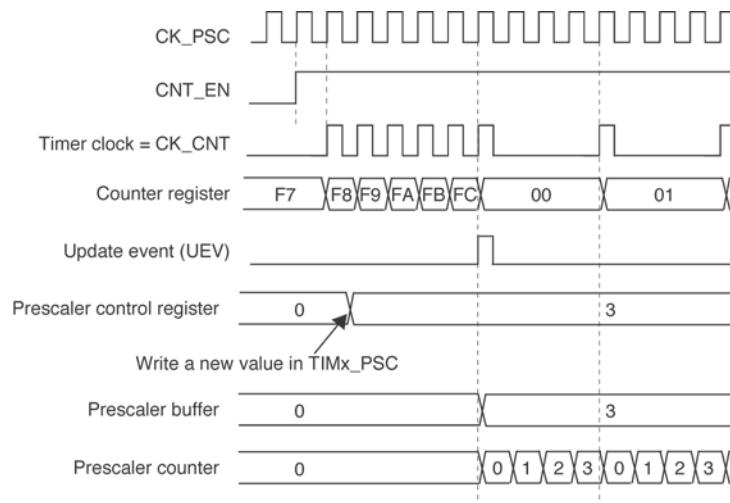 CK_PSC
CNT_EN
Timer clock = CK_CNT
Counter register F7 F8 F9 FA FB FC 00 01
Update event (UEV)
Prescaler control register 0 3
Write a new value in TIMx_PSC
Prescaler buffer 0 3
Prescaler counter 0 0 1 2 3 0 1 2 3